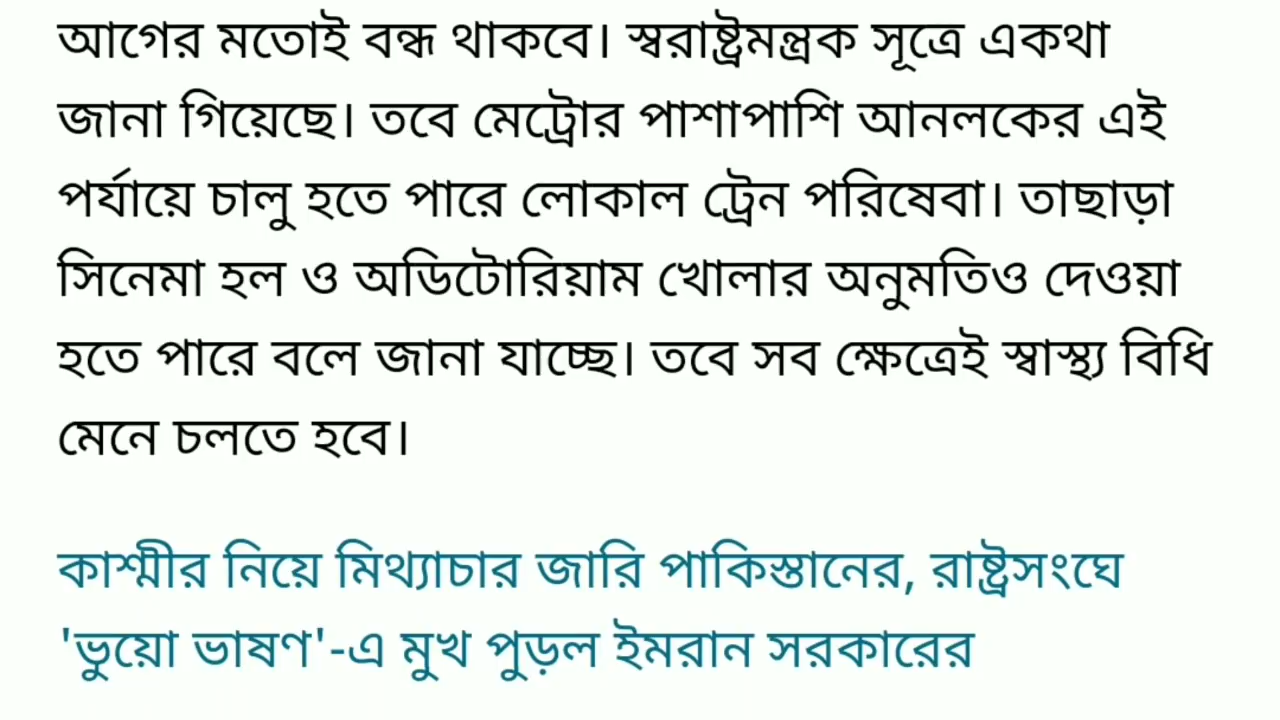 আগের মতোই বন্ধ থাকবে। স্বরাষ্ট্রমন্ত্রক সূত্রে একথা
জানা গিয়েছে। তবে মেট্রোর পাশাপাশি আনলকের এই
পর্যায়ে চালু হতে পারে লোকাল ট্রেন পরিষেবা। তাছাড়া
সিনেমা হল ও অডিটোরিয়াম খোলার অনুমতিও দেওয়া
হতে পারে বলে জানা যাচ্ছে। তবে সব ক্ষেত্রেই স্বাস্থ্য বিধি
মেনে চলতে হবে।
কাশ্মীর নিয়ে মিথ্যাচার জারি পাকিস্তানের, রাষ্ট্রসংঘে
'ভুয়ো ভাষণ'-এ মুখ পুড়ল ইমরান সরকারের